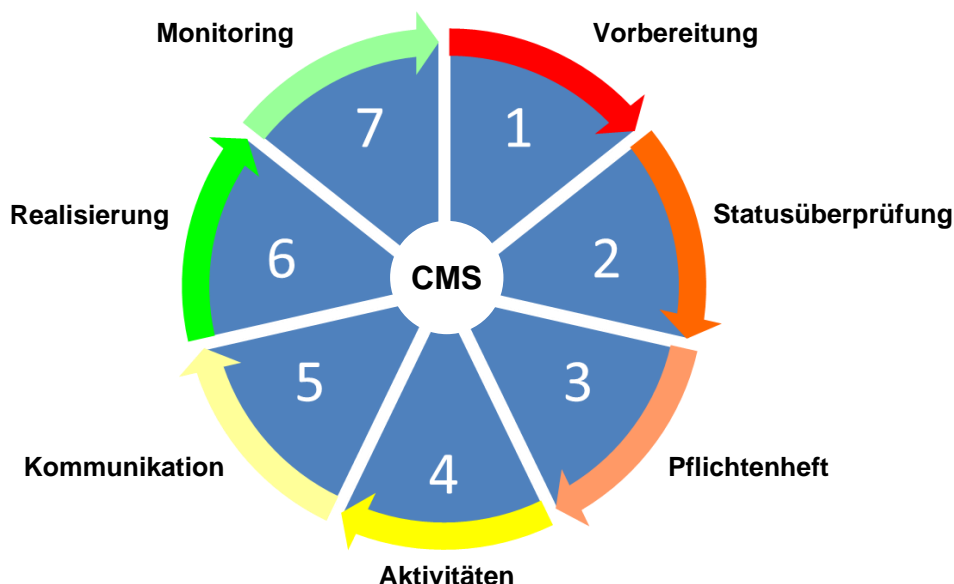 Monitoring
Vorbereitung
7
1
Realisierung
Statusüberprüfung
6
CMS
2
5
3
Kommunikation
4
Pflichtenheft
Aktivitäten